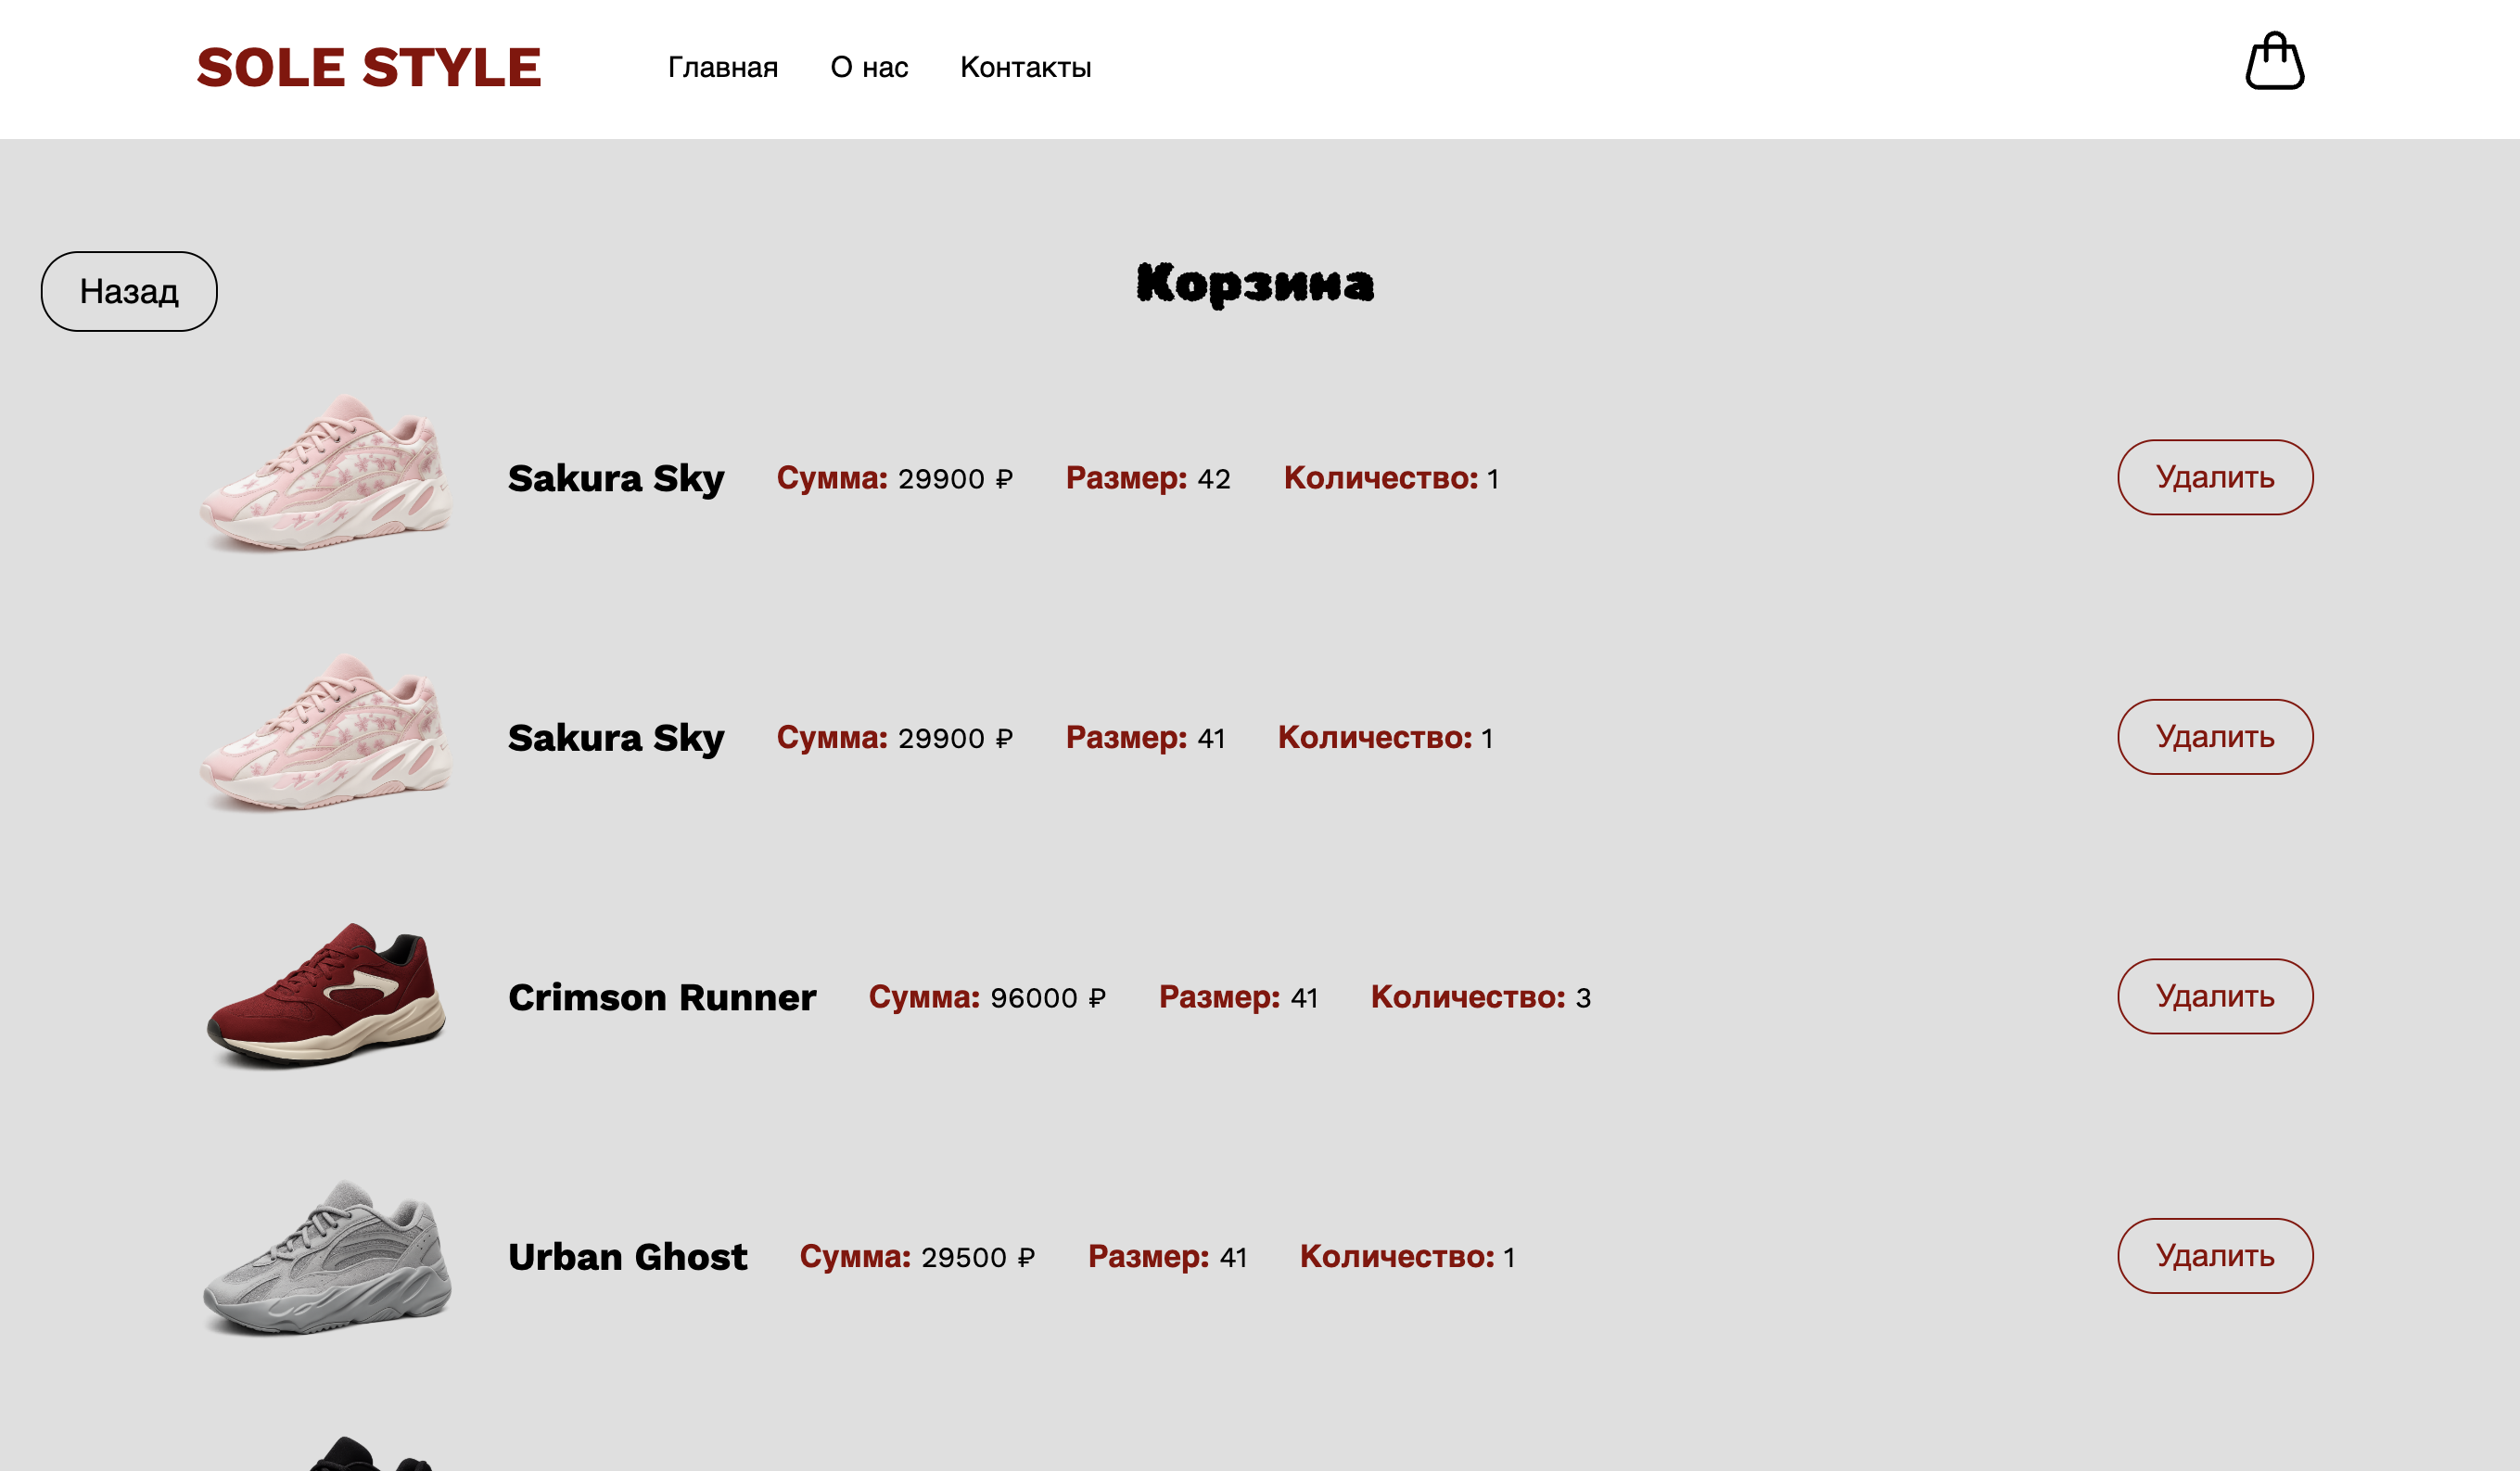 SOLE STYLE Главная О нас Контакты
Назад Корзина
Sakura Sky Сумма: 29900 ₽ Размер: 42 Количество: 1 Удалить
Sakura Sky Сумма: 29900 ₽ Размер: 41 Количество: 1 Удалить
Crimson Runner Сумма: 96000 ₽ Размер: 41 Количество: 3 Удалить
Urban Ghost Сумма: 29500 ₽ Размер: 41 Количество: 1 Удалить